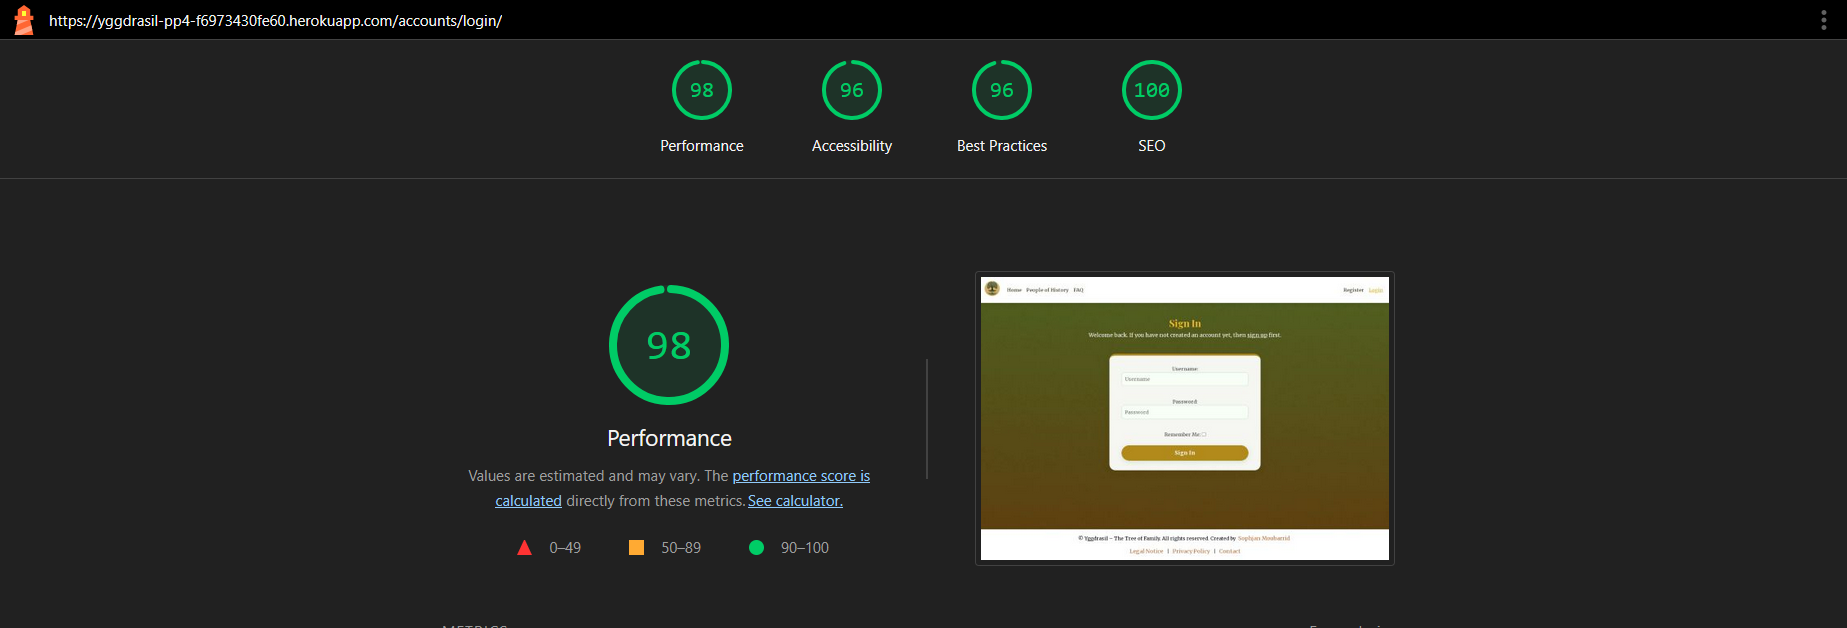 https://yggdrasil-pp4-f6973430fe60.herokuapp.com/accounts/login/
98 96 96 100
Performance Accessibility Best Practices SEO
98
Performance
Values are estimated and may vary. The performance score is
calculated directly from these metrics. See calculator.
0–49 50–89 90–100
Home People of History FAQ Register Login
Sign In
Welcome back. If you have not created an account yet, then sign up first.
Username
Username
Password
Password
Remember Me:
Sign In
© Yggdrasil – The Tree of Family. All rights reserved. Created by
Legal Notice | Privacy Policy | Contact
METRICS